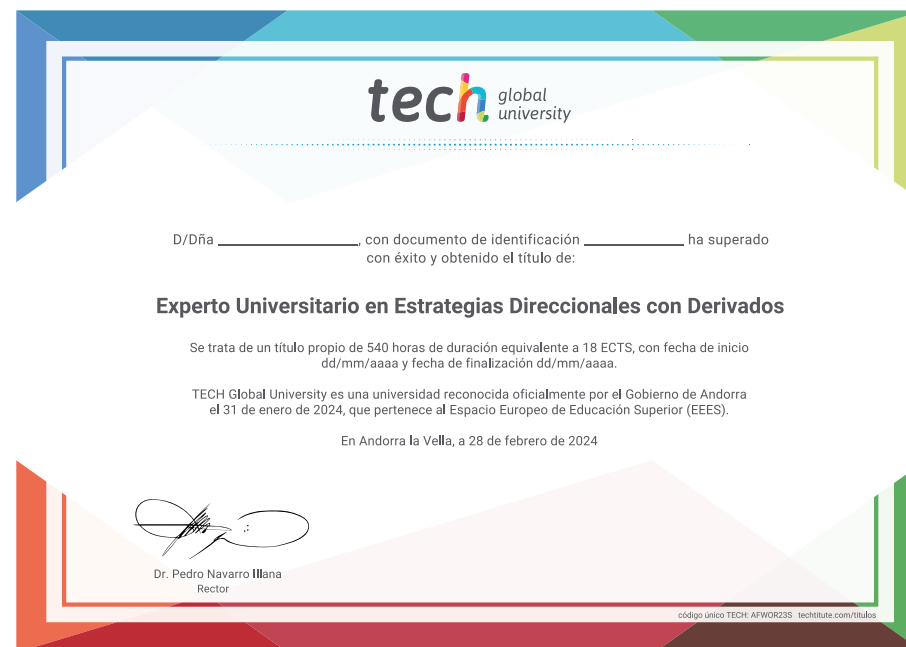 tech global university
D/Dña ____________________, con documento de identificación ______________ ha superado
con éxito y obtenido el título de:
Experto Universitario en Estrategias Direccionales con Derivados
Se trata de un título propio de 540 horas de duración equivalente a 18 ECTS, con fecha de inicio
dd/mm/aaaa y fecha de finalización dd/mm/aaaa.
TECH Global University es una universidad reconocida oficialmente por el Gobierno de Andorra
el 31 de enero de 2024, que pertenece al Espacio Europeo de Educación Superior (EEES).
En Andorra la Vella, a 28 de febrero de 2024
Dr. Pedro Navarro Illana
Rector
código único TECH: AFWOR23S techtitute.com/titulos